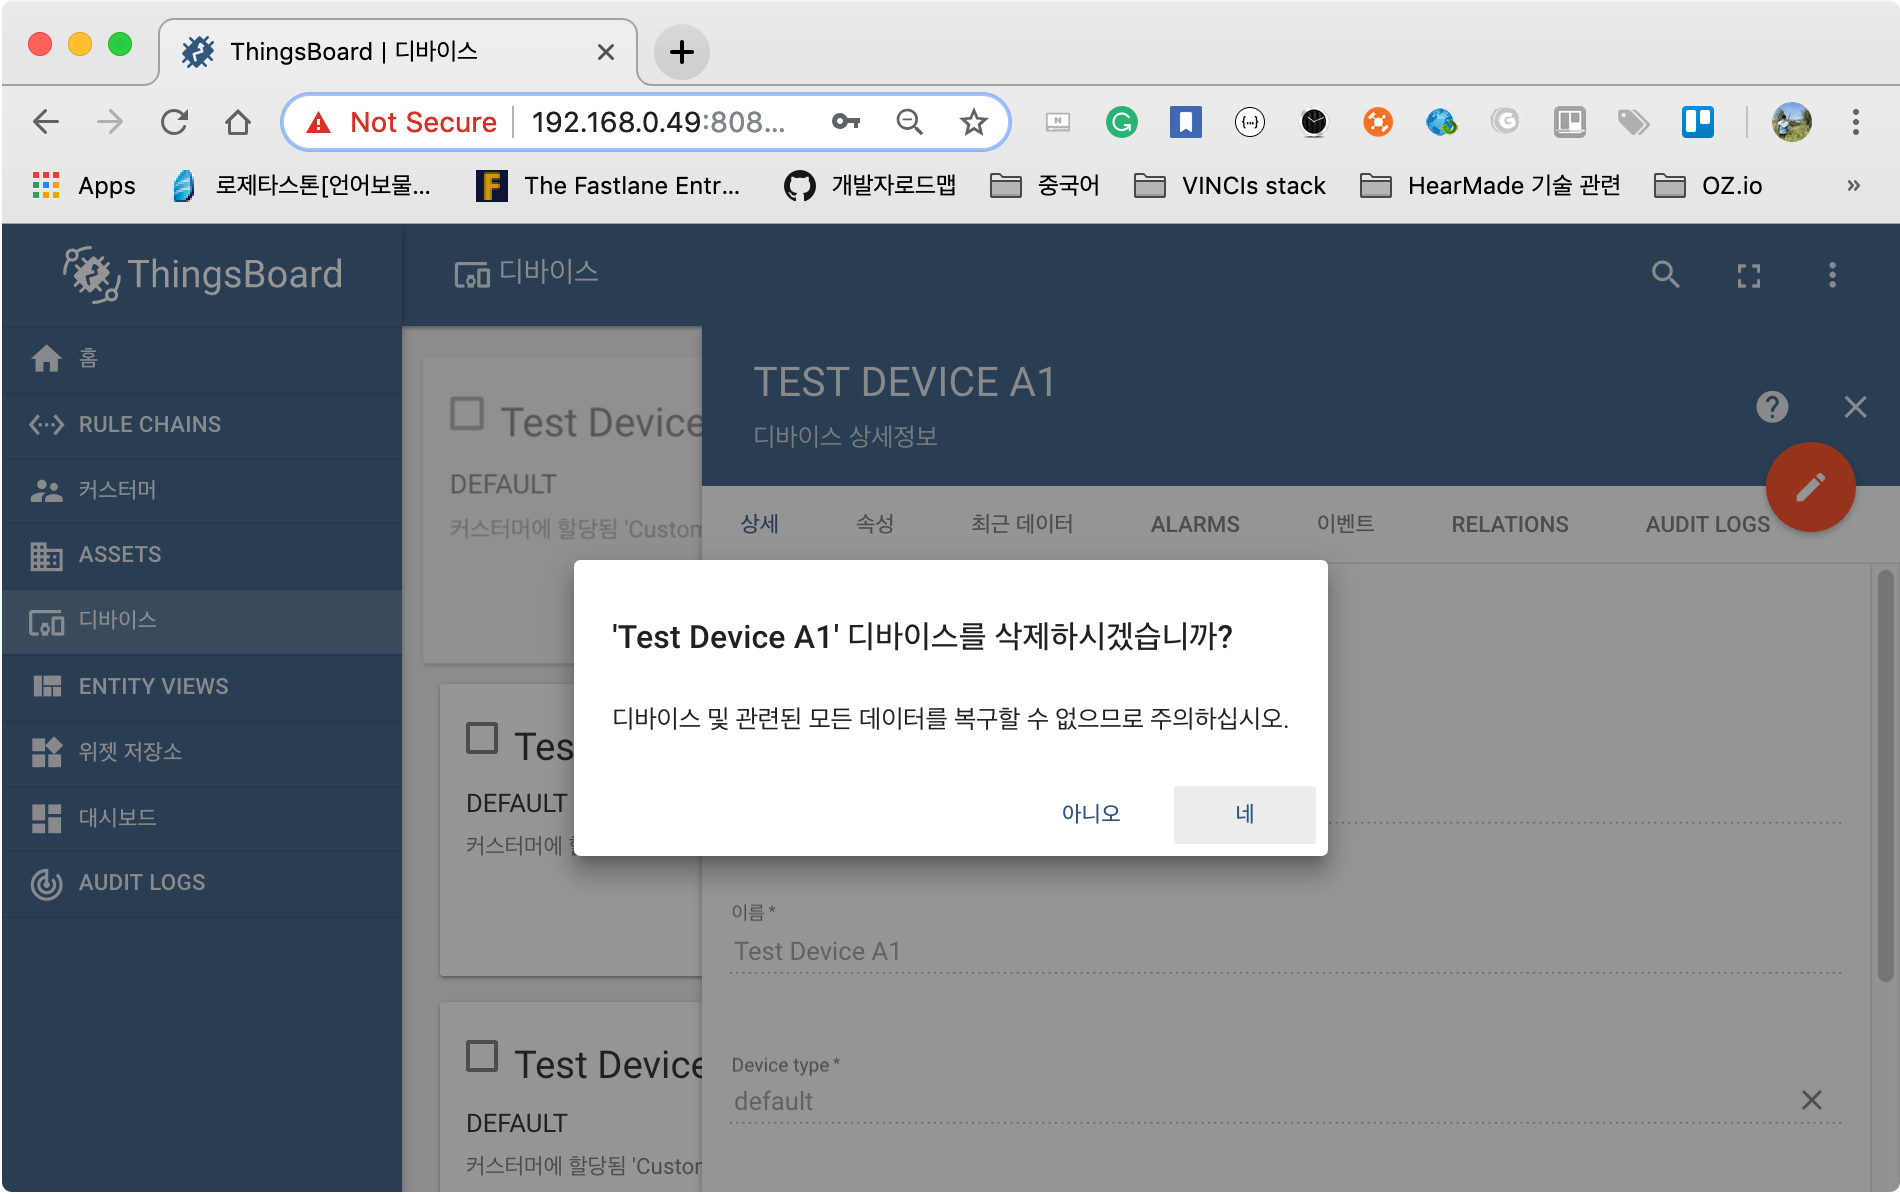 ThingsBoard | 디바이스
Not Secure
192.168.0.49:808...
Apps
로제타스톤[언어보물...
The Fastlane Entr...
개발자로드맵
중국어
VINCIs stack
HearMade 기술 관련
OZ.io
»
ThingsBoard
디바이스
홈
RULE CHAINS
커스터머
ASSETS
디바이스
ENTITY VIEWS
위젯 저장소
대시보드
AUDIT LOGS
Test Device
DEFAULT
커스터머에 할당됨 'Custom
Tes
DEFAULT
커스터머에
Test Device
DEFAULT
커스터머에 할당됨 'Custor
TEST DEVICE A1
디바이스 상세정보
상세
속성
최근 데이터
ALARMS
이벤트
RELATIONS
AUDIT LOGS
'Test Device A1' 디바이스를 삭제하시겠습니까?
디바이스 및 관련된 모든 데이터를 복구할 수 없으므로 주의하십시오.
아니오
네
이름 *
Test Device A1
Device type *
default